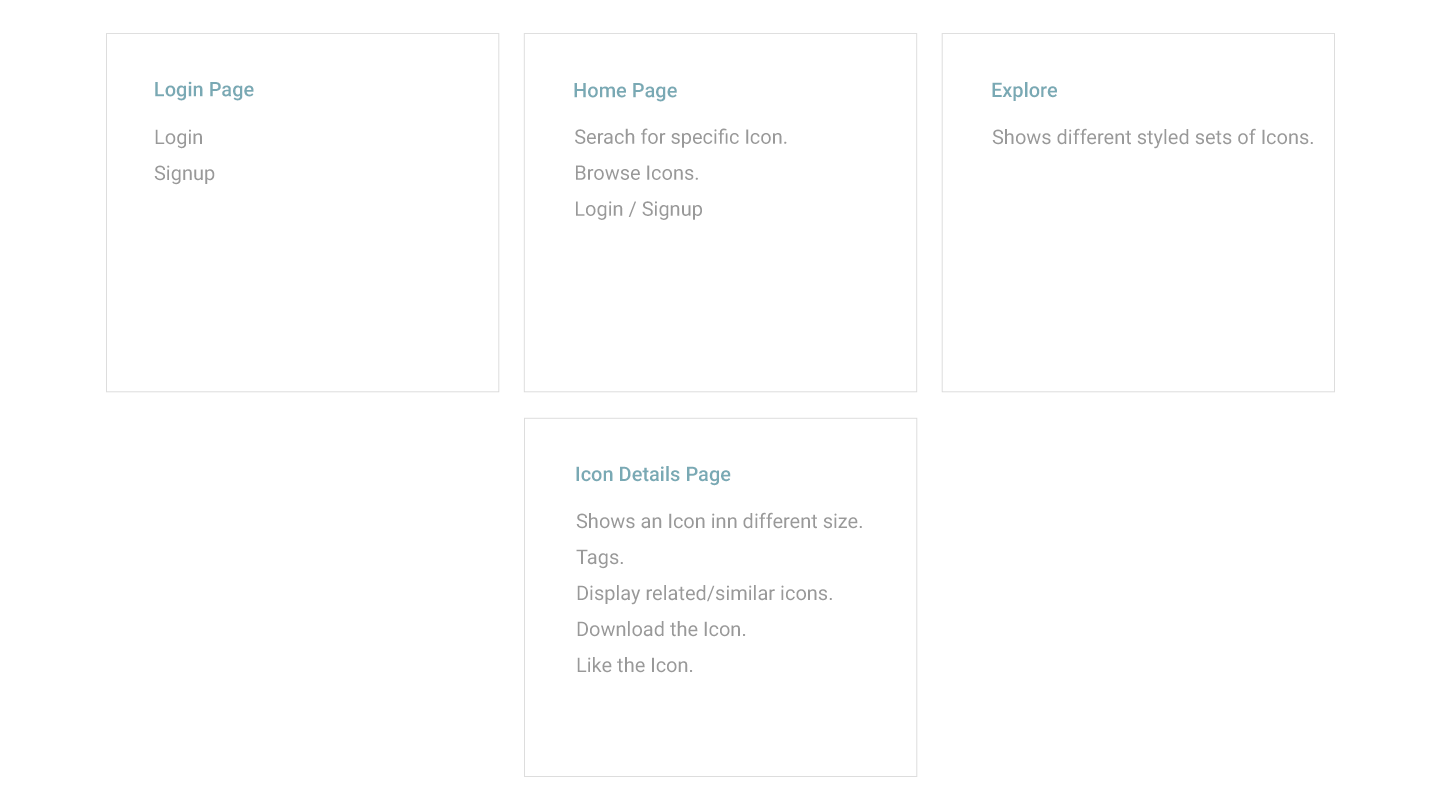 Login Page
Login
Signup
Home Page
Serach for specific Icon.
Browse Icons.
Login / Signup
Explore
Shows different styled sets of Icons.
Icon Details Page
Shows an Icon inn different size.
Tags.
Display related/similar icons.
Download the Icon.
Like the Icon.